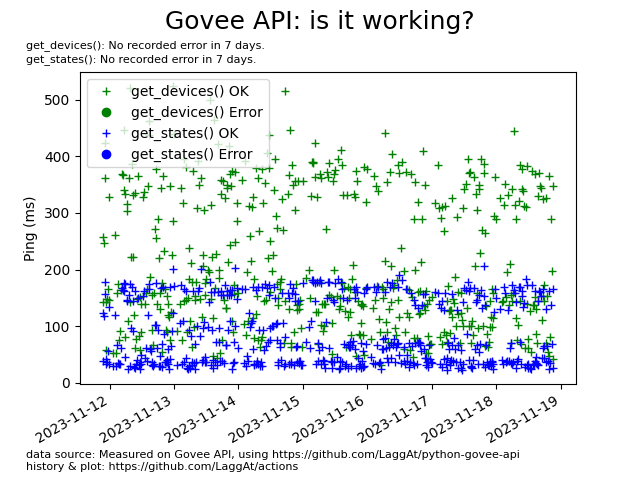 Govee API: is it working?
get_devices(): No recorded error in 7 days.
get_states(): No recorded error in 7 days.
get_devices() OK
get_devices() Error
get_states() OK
get_states() Error
Ping (ms)
500
400
300
200
100
0
2023-11-12
2023-11-13
2023-11-14
2023-11-15
2023-11-16
2023-11-17
2023-11-18
2023-11-19
data source: Measured on Govee API, using https://github.com/LaggAt/python-govee-api
history & plot: https://github.com/LaggAt/actions